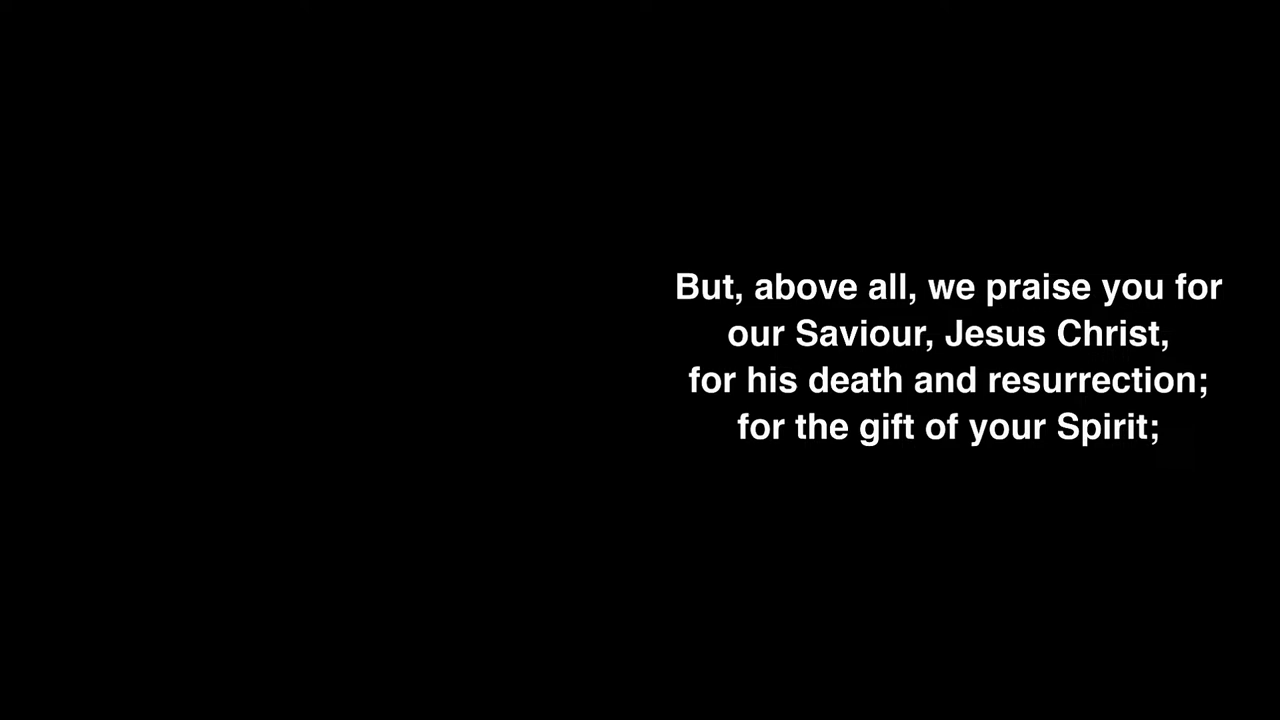 But, above all, we praise you for
our Saviour, Jesus Christ,
for his death and resurrection;
for the gift of your Spirit;